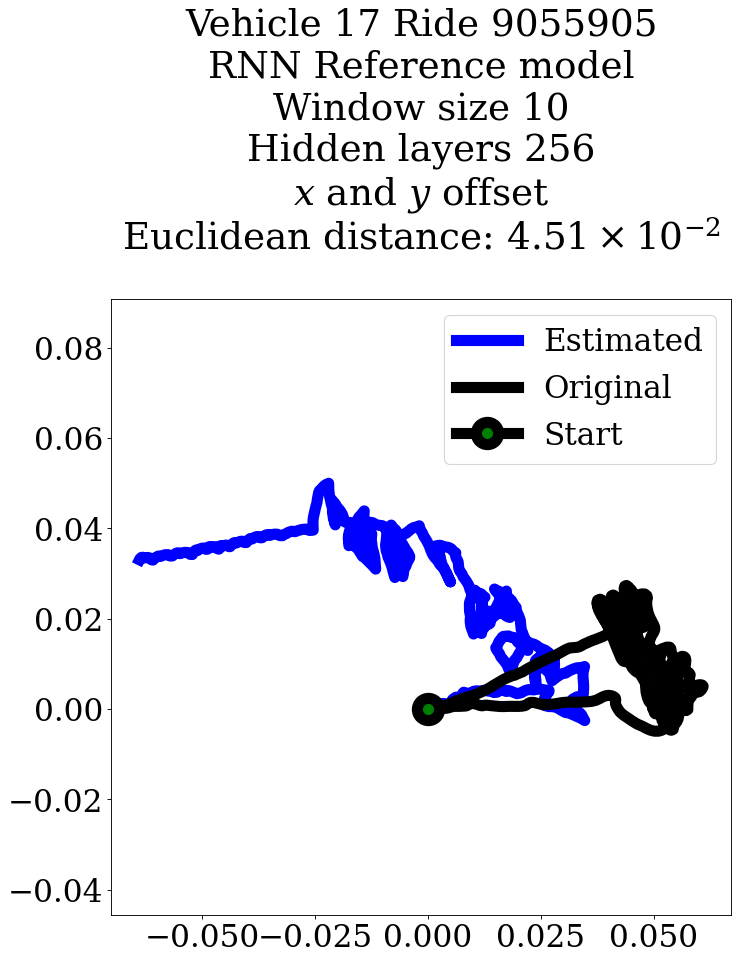 Vehicle 17 Ride 9055905
RNN Reference model
Window size 10
Hidden layers 256
x and y offset
Euclidean distance: 4.51 × 10⁻²
Estimated
Original
Start
0.08
0.06
0.04
0.02
0.00
−0.02
−0.04
−0.050 −0.025 0.000 0.025 0.050